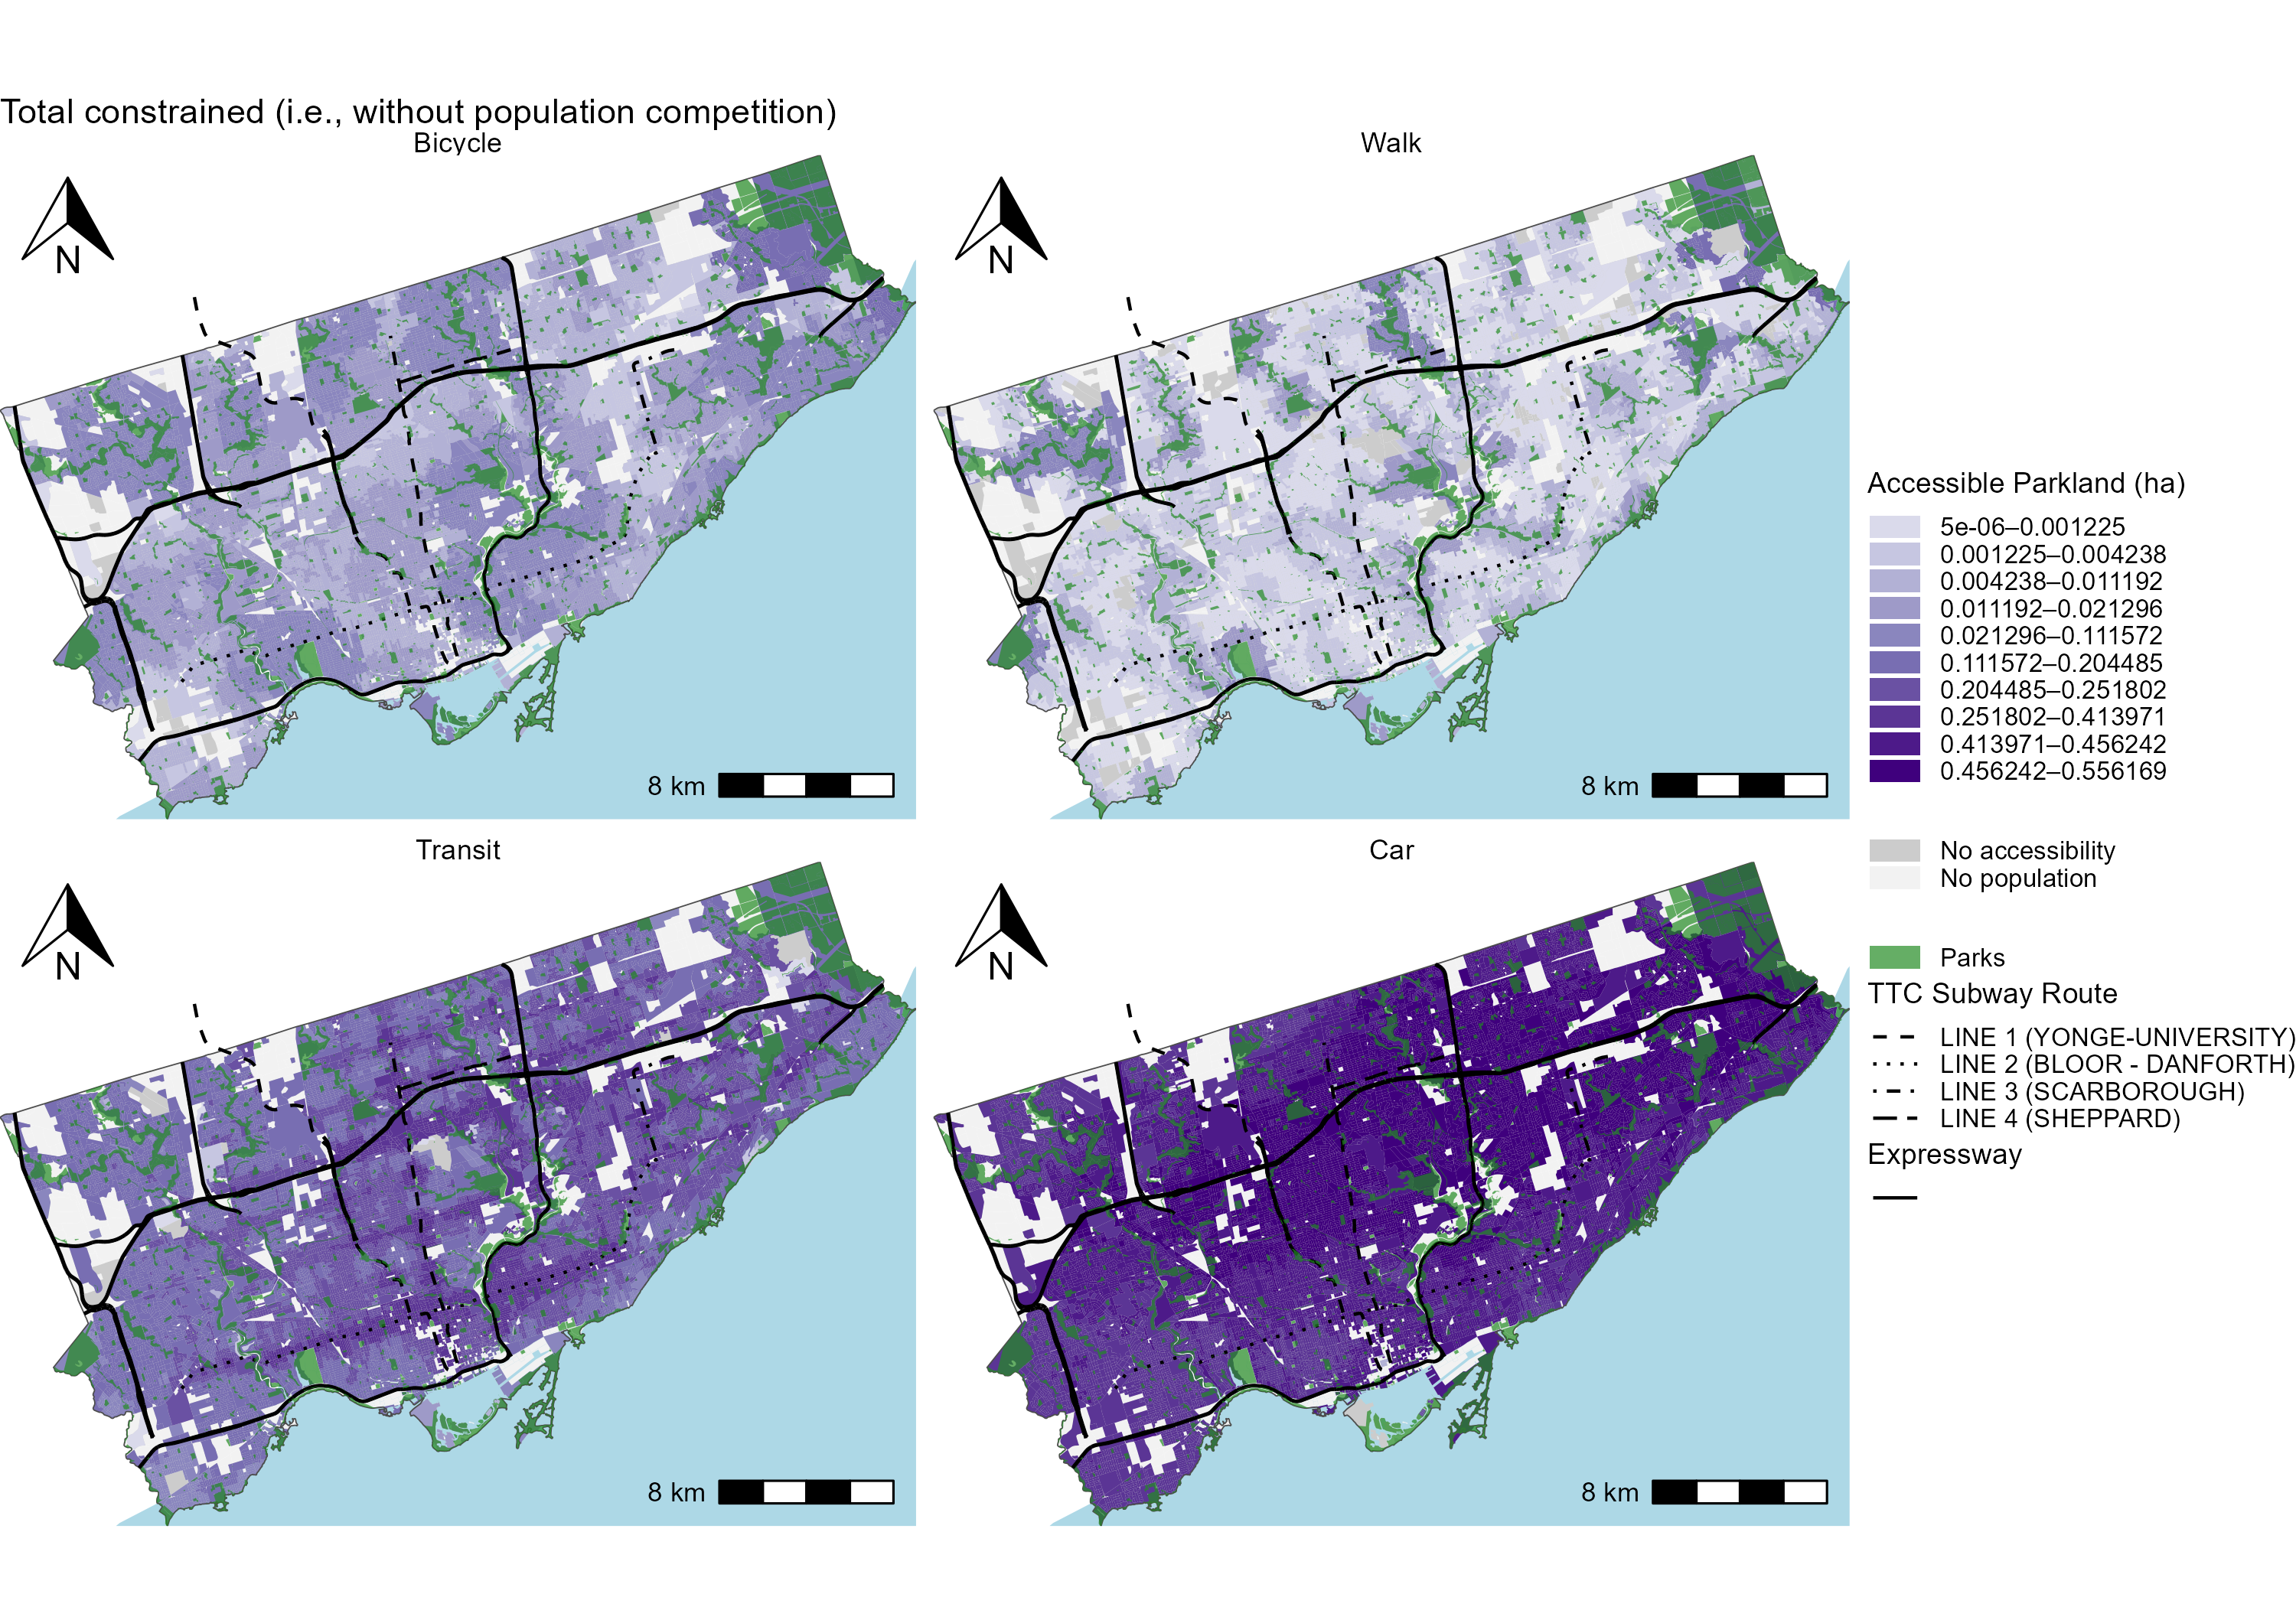 Total constrained (i.e., without population competition)
Bicycle
Walk
N
N
8 km
8 km
Transit
Car
N
N
8 km
8 km
Accessible Parkland (ha)
5e-06–0.001225
0.001225–0.004238
0.004238–0.011192
0.011192–0.021296
0.021296–0.111572
0.111572–0.204485
0.204485–0.251802
0.251802–0.413971
0.413971–0.456242
0.456242–0.556169
No accessibility
No population
Parks
TTC Subway Route
LINE 1 (YONGE-UNIVERSITY)
LINE 2 (BLOOR - DANFORTH)
LINE 3 (SCARBOROUGH)
LINE 4 (SHEPPARD)
Expressway